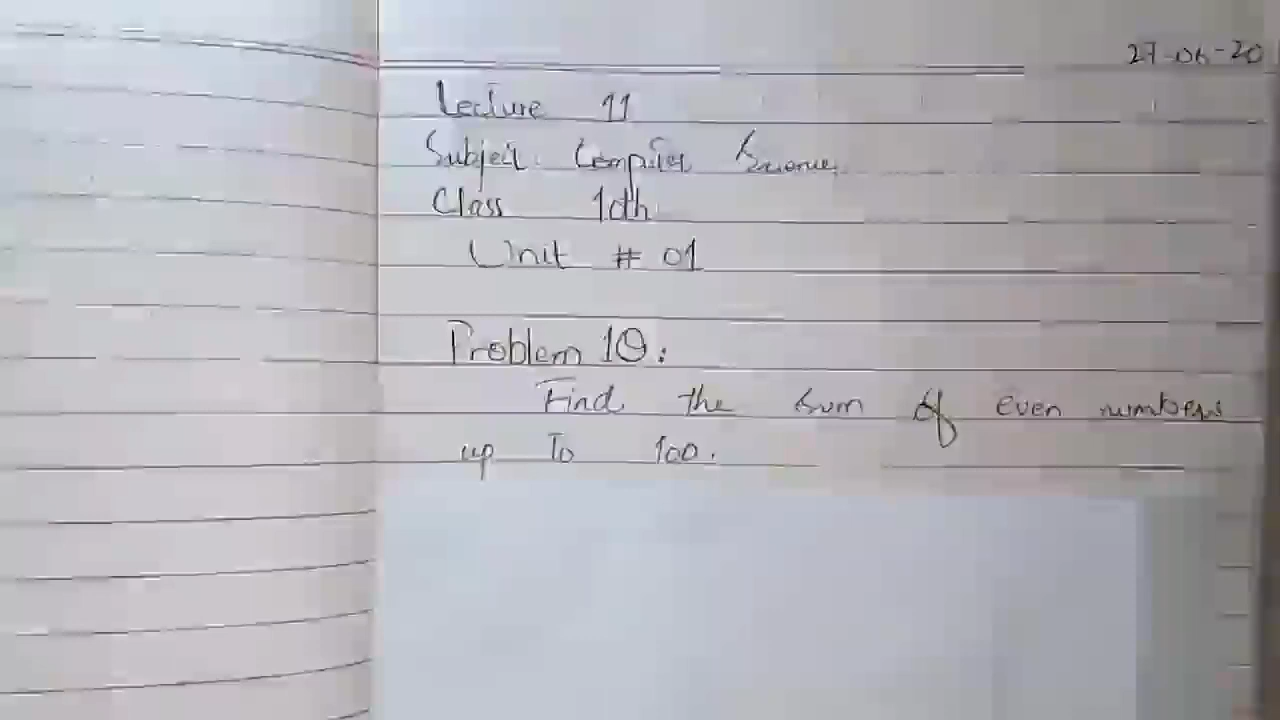 27-06-20
Lecture 11
Subject: Computer Science
Class 10th
Unit # 01
Problem 10:
Find the sum of even numbers
up To 100.